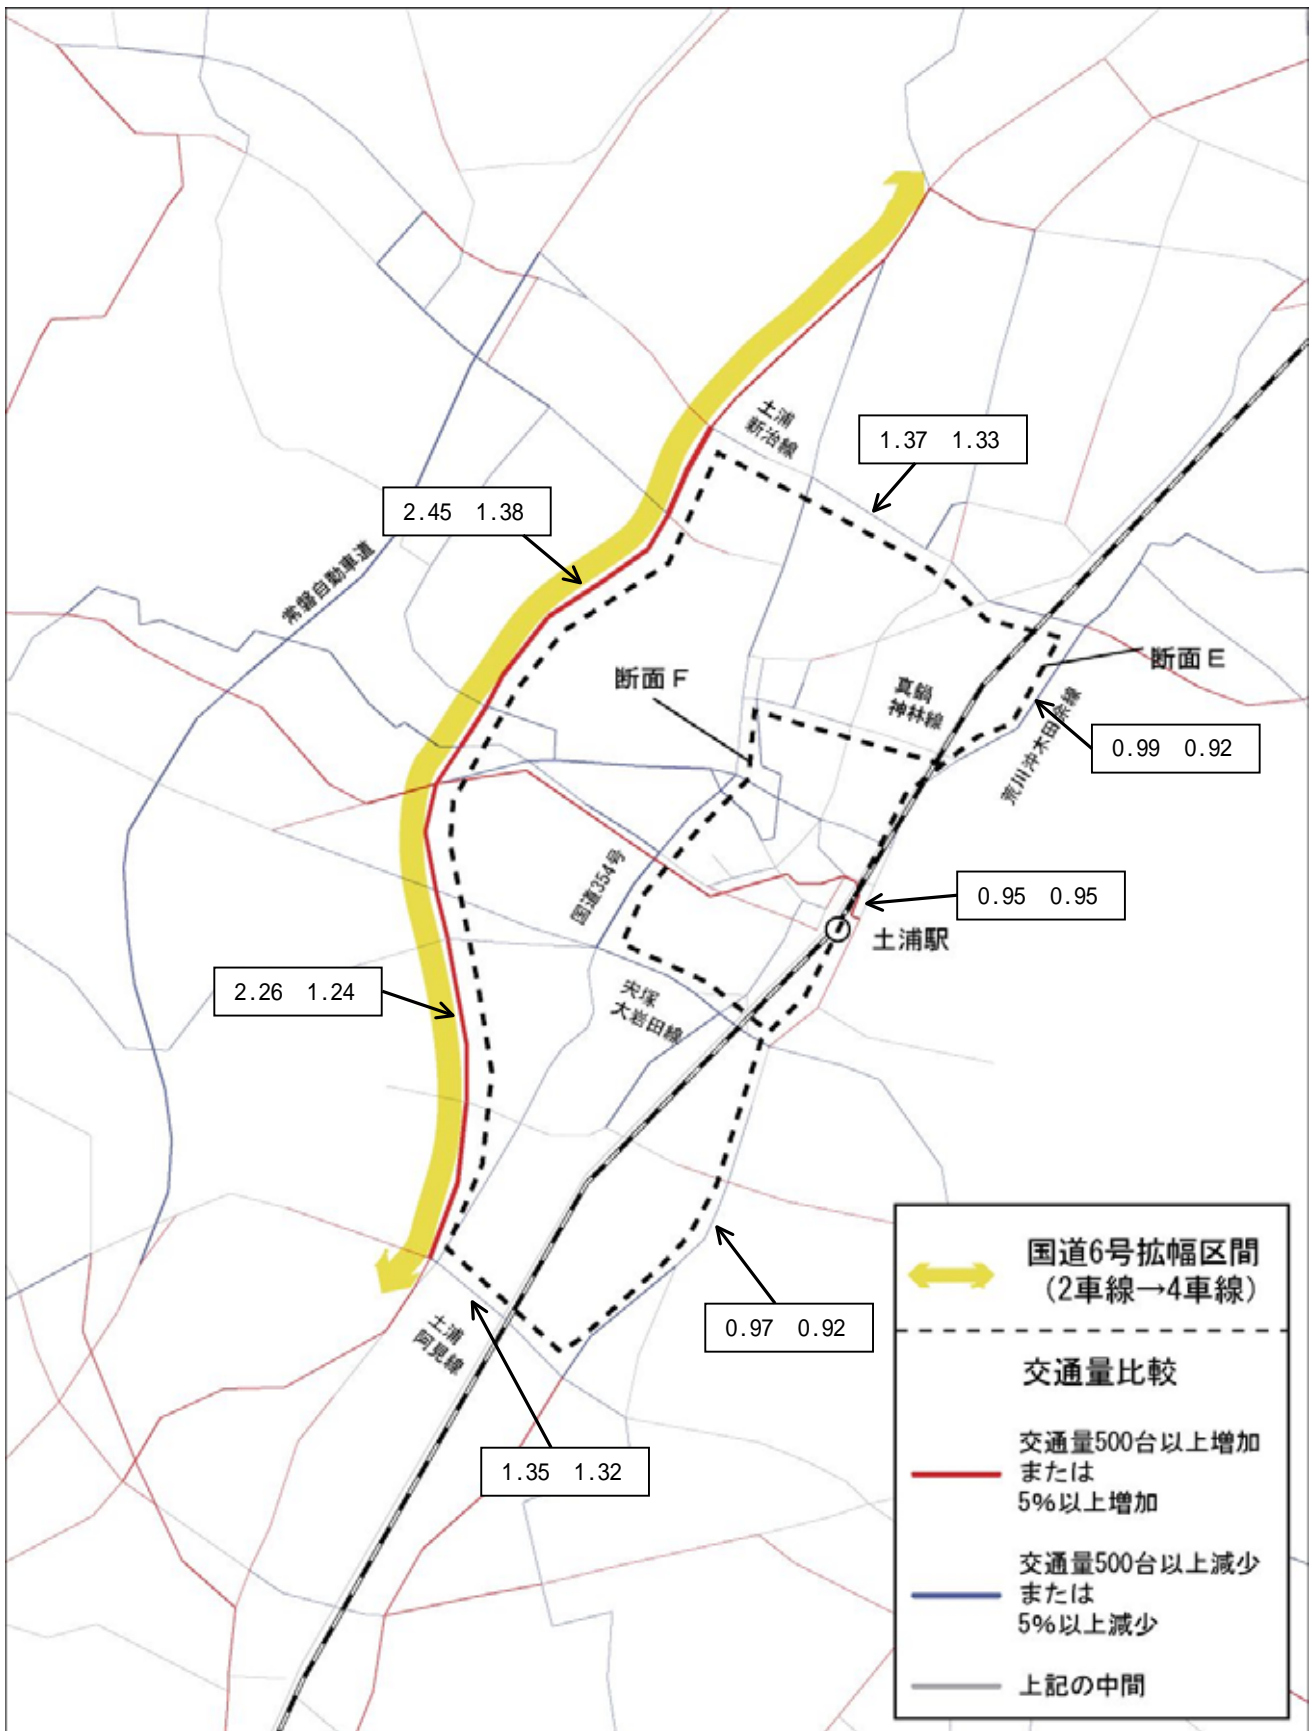 土浦
新治線
1.37 1.33
2.45 1.38
常磐自動車道
断面F
断面E
真鍋
神林線
荒川沖木田余線
0.99 0.92
国道354号
0.95 0.95
土浦駅
2.26 1.24
宍塚
大岩田線
0.97 0.92
土浦
阿見線
1.35 1.32
国道6号拡幅区間
（2車線→4車線）
交通量比較
交通量500台以上増加
または
5%以上増加
交通量500台以上減少
または
5%以上減少
上記の中間